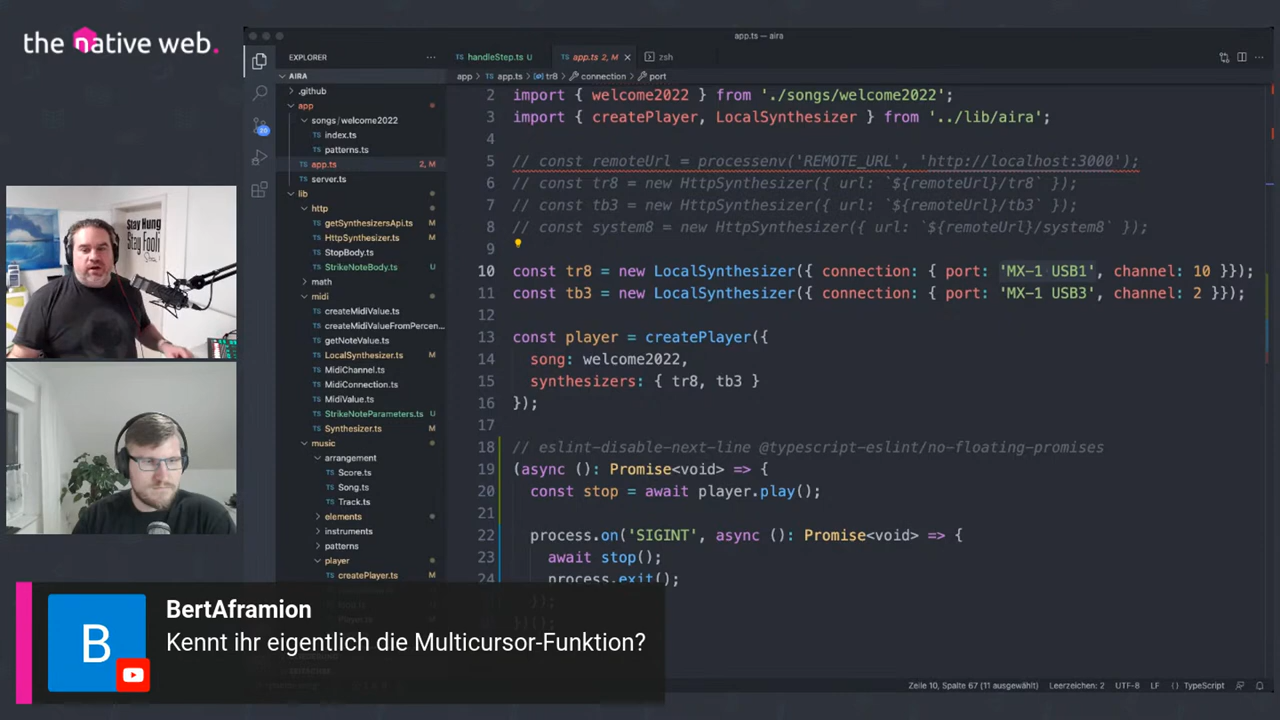 the native web.
app.ts — aira
EXPLORER
handleStep.ts U
app.ts 2, M
zsh
AIRA
app > app.ts > tr8 > connection > port
.github
app
songs/welcome2022
index.ts
patterns.ts
app.ts 2, M
server.ts
lib
http
getSynthesizersApi.ts
HttpSynthesizer.ts M
StopBody.ts
StrikeNoteBody.ts U
math
midi
createMidiValue.ts
createMidiValueFromPercen...
getNoteValue.ts
LocalSynthesizer.ts M
MidiChannel.ts
MidiConnection.ts
MidiValue.ts
StrikeNoteParameters.ts U
Synthesizer.ts M
music
arrangement
Score.ts
Song.ts
Track.ts
elements
instruments
patterns
player
createPlayer.ts M
20
2 import { welcome2022 } from './songs/welcome2022';
3 import { createPlayer, LocalSynthesizer } from '../lib/aira';
4
5 // const remoteUrl = processenv('REMOTE_URL', 'http://localhost:3000');
6 // const tr8 = new HttpSynthesizer({ url: `${remoteUrl}/tr8` });
7 // const tb3 = new HttpSynthesizer({ url: `${remoteUrl}/tb3` });
8 // const system8 = new HttpSynthesizer({ url: `${remoteUrl}/system8` });
9
10 const tr8 = new LocalSynthesizer({ connection: { port: 'MX-1 USB1', channel: 10 }});
11 const tb3 = new LocalSynthesizer({ connection: { port: 'MX-1 USB3', channel: 2 }});
12
13 const player = createPlayer({
14 song: welcome2022,
15 synthesizers: { tr8, tb3 }
16 });
17
18 // eslint-disable-next-line @typescript-eslint/no-floating-promises
19 (async (): Promise<void> => {
20 const stop = await player.play();
21
22 process.on('SIGINT', async (): Promise<void> => {
23 await stop();
24 process.exit();
});
})();
Stay Hung
Stay Fooli
B
BertAframion
Kennt ihr eigentlich die Multicursor-Funktion?
Zeile 10, Spalte 67 (11 ausgewählt) Leerzeichen: 2 UTF-8 LF { } TypeScript